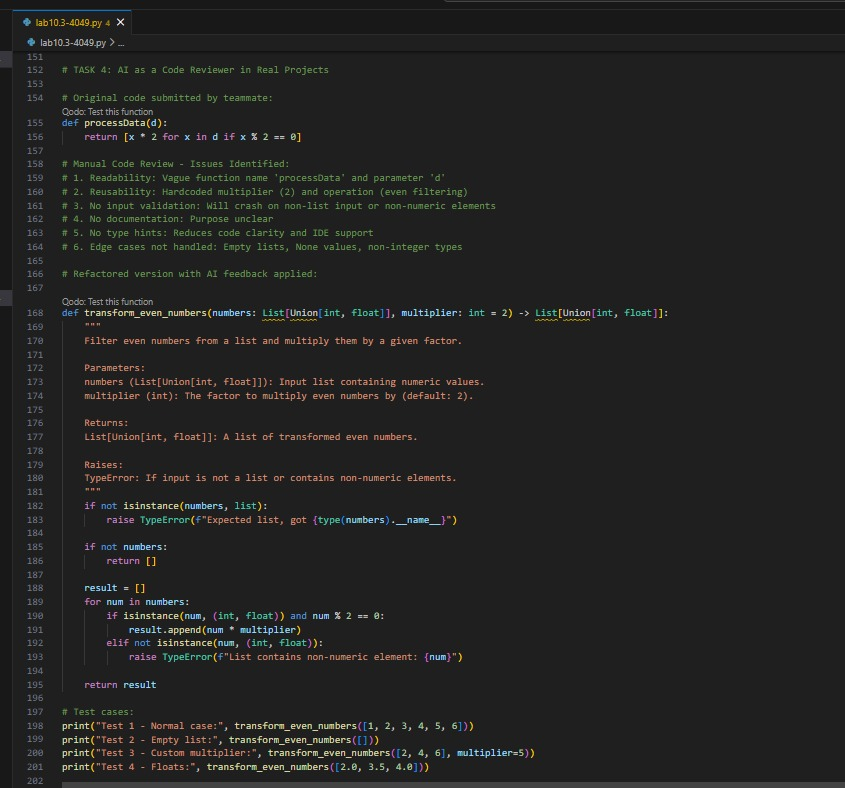 lab10.3-4049.py 4 ×
lab10.3-4049.py > ...
151
152 # TASK 4: AI as a Code Reviewer in Real Projects
153
154 # Original code submitted by teammate:
Qodo: Test this function
155 def processData(d):
156     return [x * 2 for x in d if x % 2 == 0]
157
158 # Manual Code Review - Issues Identified:
159 # 1. Readability: Vague function name 'processData' and parameter 'd'
160 # 2. Reusability: Hardcoded multiplier (2) and operation (even filtering)
161 # 3. No input validation: Will crash on non-list input or non-numeric elements
162 # 4. No documentation: Purpose unclear
163 # 5. No type hints: Reduces code clarity and IDE support
164 # 6. Edge cases not handled: Empty lists, None values, non-integer types
165
166 # Refactored version with AI feedback applied:
167
Qodo: Test this function
168 def transform_even_numbers(numbers: List[Union[int, float]], multiplier: int = 2) -> List[Union[int, float]]:
169     """
170     Filter even numbers from a list and multiply them by a given factor.
171
172     Parameters:
173     numbers (List[Union[int, float]]): Input list containing numeric values.
174     multiplier (int): The factor to multiply even numbers by (default: 2).
175
176     Returns:
177     List[Union[int, float]]: A list of transformed even numbers.
178
179     Raises:
180     TypeError: If input is not a list or contains non-numeric elements.
181     """
182     if not isinstance(numbers, list):
183         raise TypeError(f"Expected list, got {type(numbers).__name__}")
184
185     if not numbers:
186         return []
187
188     result = []
189     for num in numbers:
190         if isinstance(num, (int, float)) and num % 2 == 0:
191             result.append(num * multiplier)
192         elif not isinstance(num, (int, float)):
193             raise TypeError(f"List contains non-numeric element: {num}")
194
195     return result
196
197 # Test cases:
198 print("Test 1 - Normal case:", transform_even_numbers([1, 2, 3, 4, 5, 6]))
199 print("Test 2 - Empty list:", transform_even_numbers([]))
200 print("Test 3 - Custom multiplier:", transform_even_numbers([2, 4, 6], multiplier=5))
201 print("Test 4 - Floats:", transform_even_numbers([2.0, 3.5, 4.0]))
202